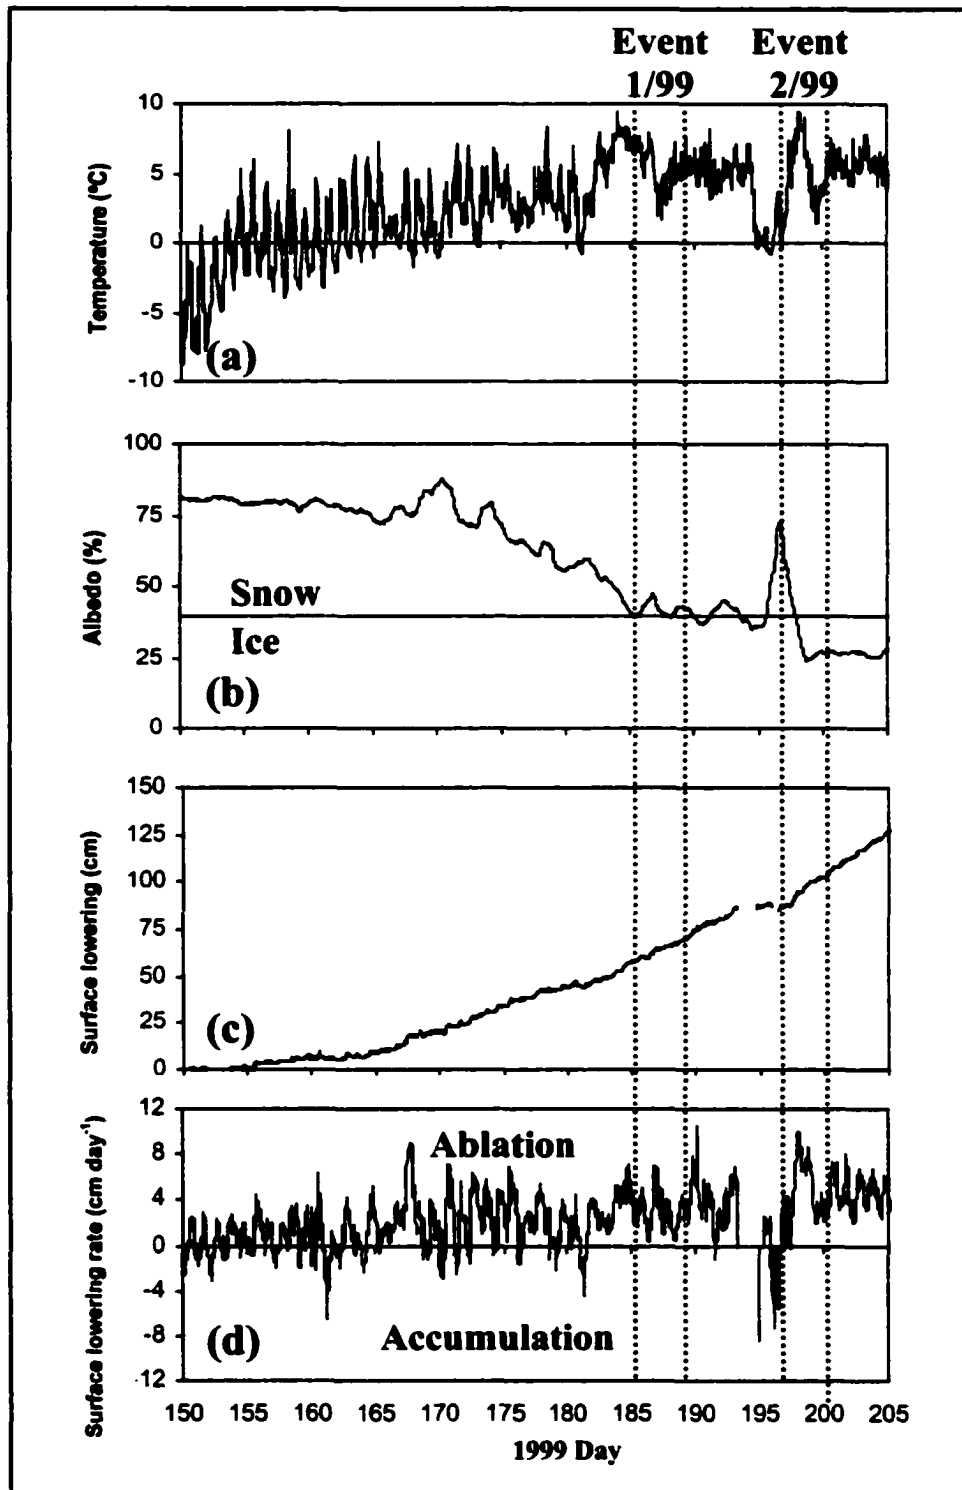 Event Event
1/99 2/99
10
5
0
-5
-10
Temperature (ºC)
(a)
100
75
50
25
0
Albedo (%)
Snow
Ice
(b)
150
125
100
75
50
25
0
Surface lowering (cm)
(c)
12
8
4
0
-4
-8
-12
Surface lowering rate (cm day⁻¹)
Ablation
Accumulation
(d)
150 155 160 165 170 175 180 185 190 195 200 205
1999 Day